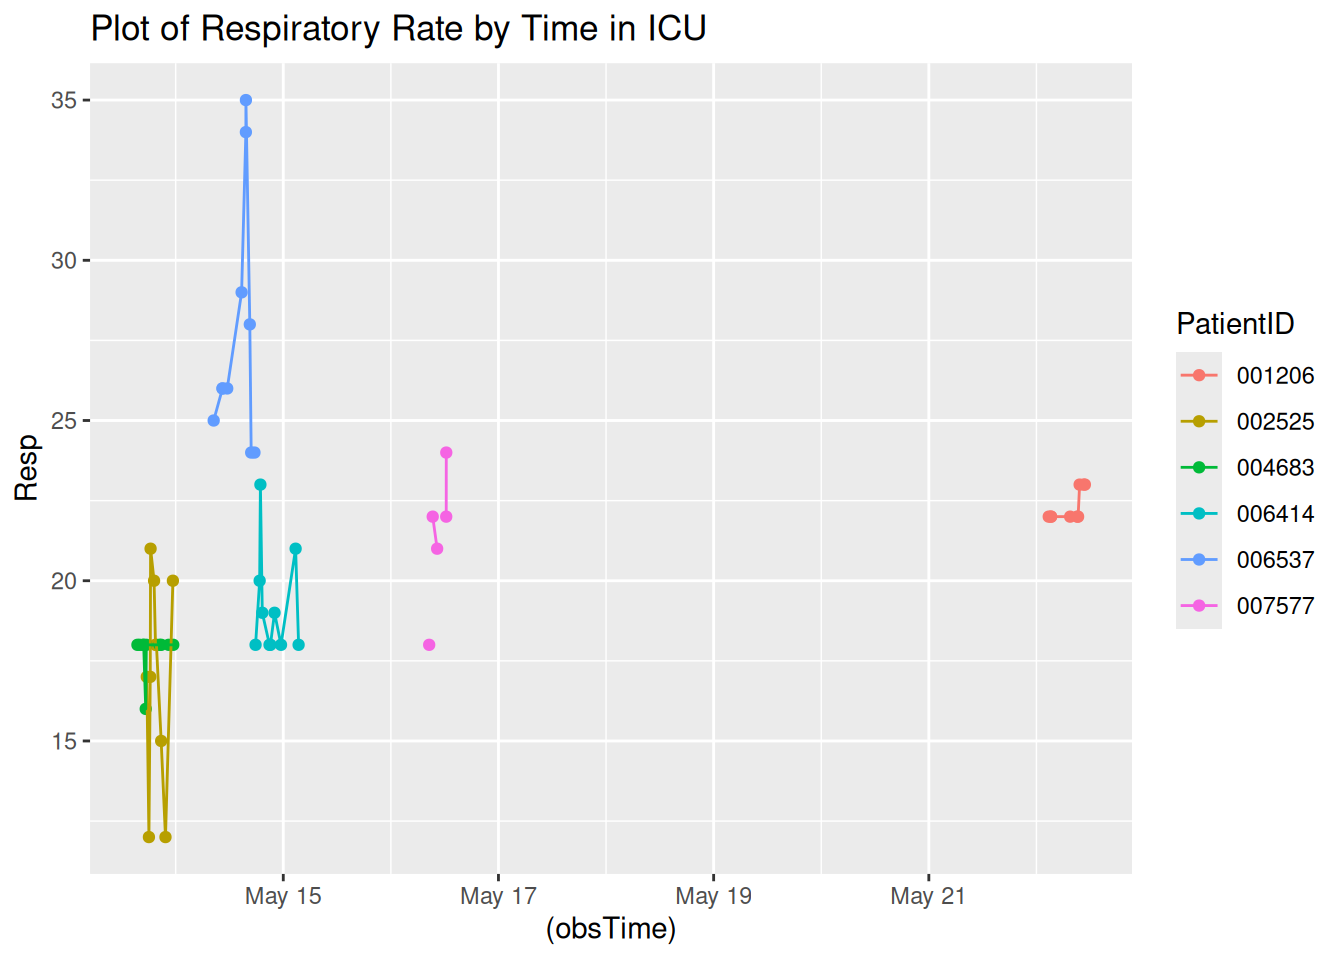 Plot of Respiratory Rate by Time in ICU
35
30
25
20
15
Resp
May 15
May 17
May 19
May 21
(obsTime)
PatientID
001206
002525
004683
006414
006537
007577